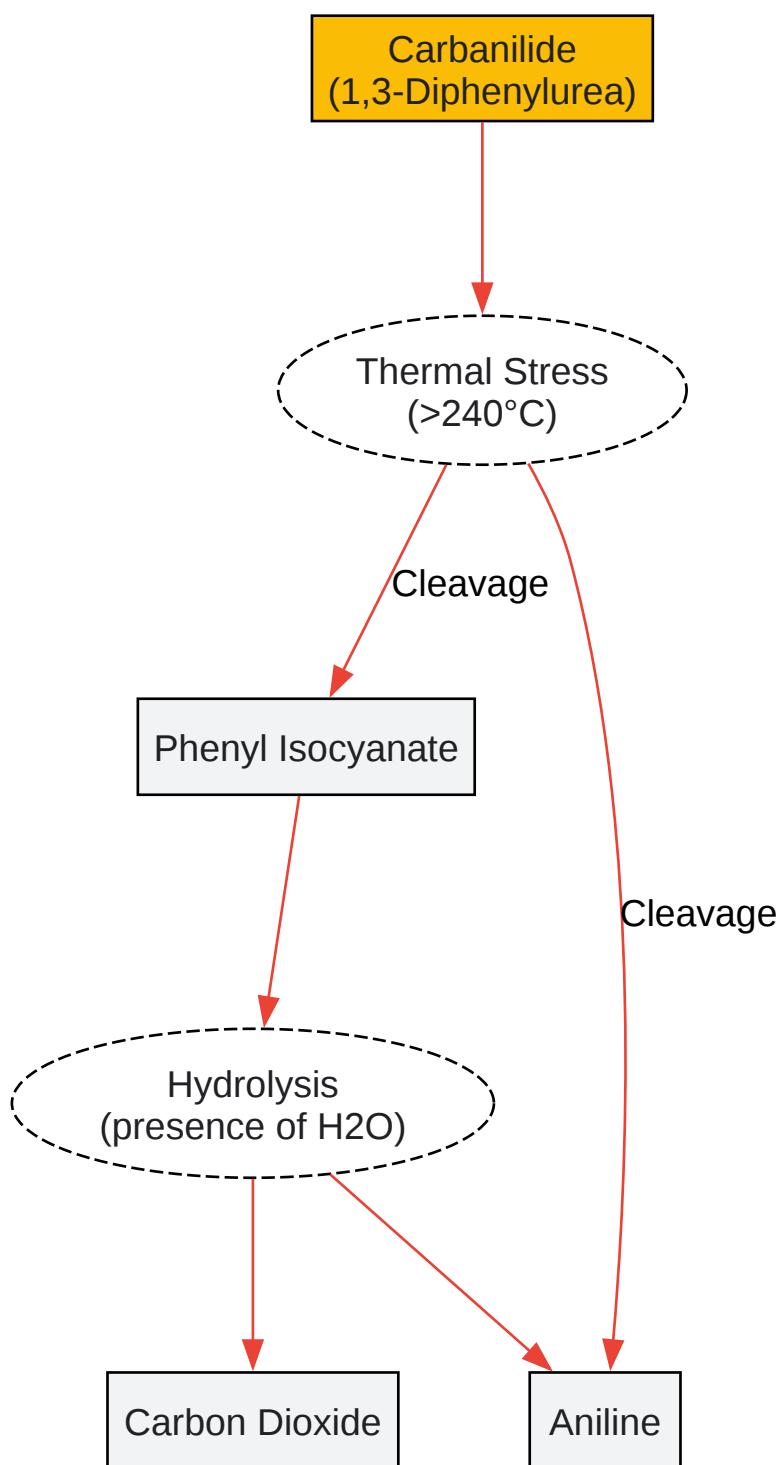 Carbanilide
(1,3-Diphenylurea)
Thermal Stress
(>240°C)
Cleavage
Phenyl Isocyanate
Cleavage
Hydrolysis
(presence of H2O)
Carbon Dioxide
Aniline